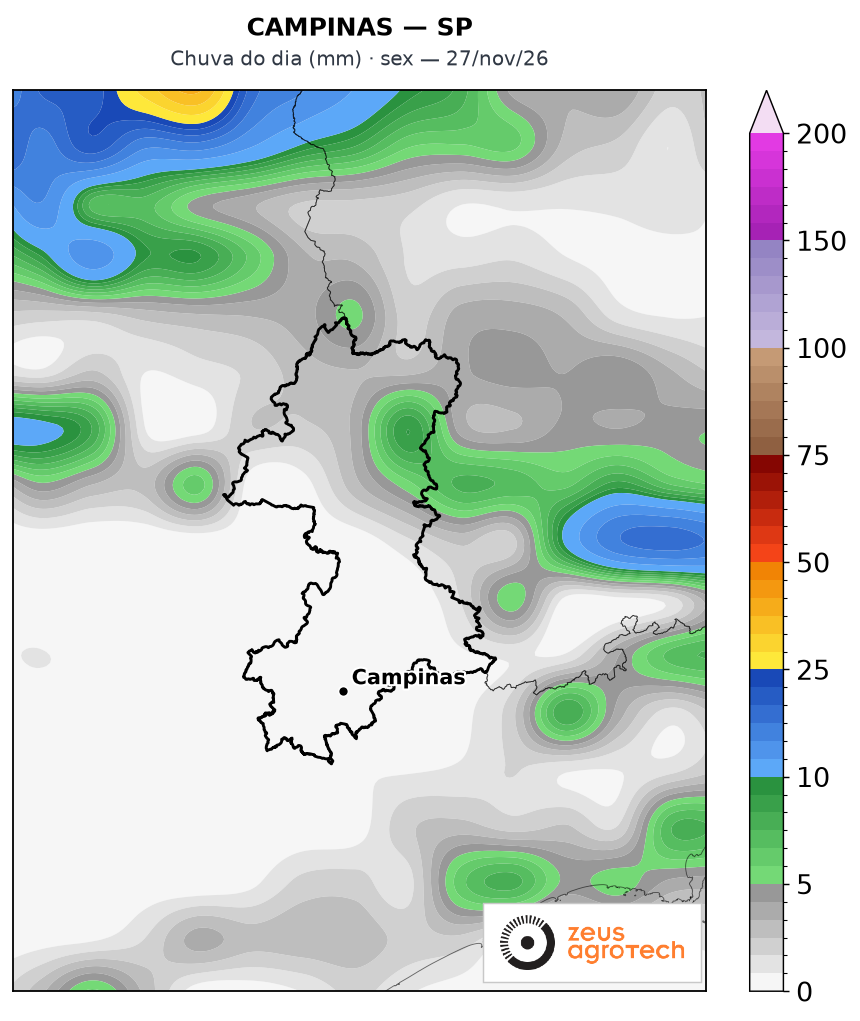 CAMPINAS — SP
Chuva do dia (mm) · sex — 27/nov/26
200
150
100
75
50
25
10
5
0
Campinas
zeus
agrotech